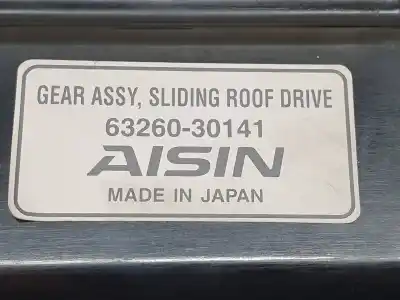 GEAR ASSY, SLIDING ROOF DRIVE
63260-30141
AISIN
MADE IN JAPAN